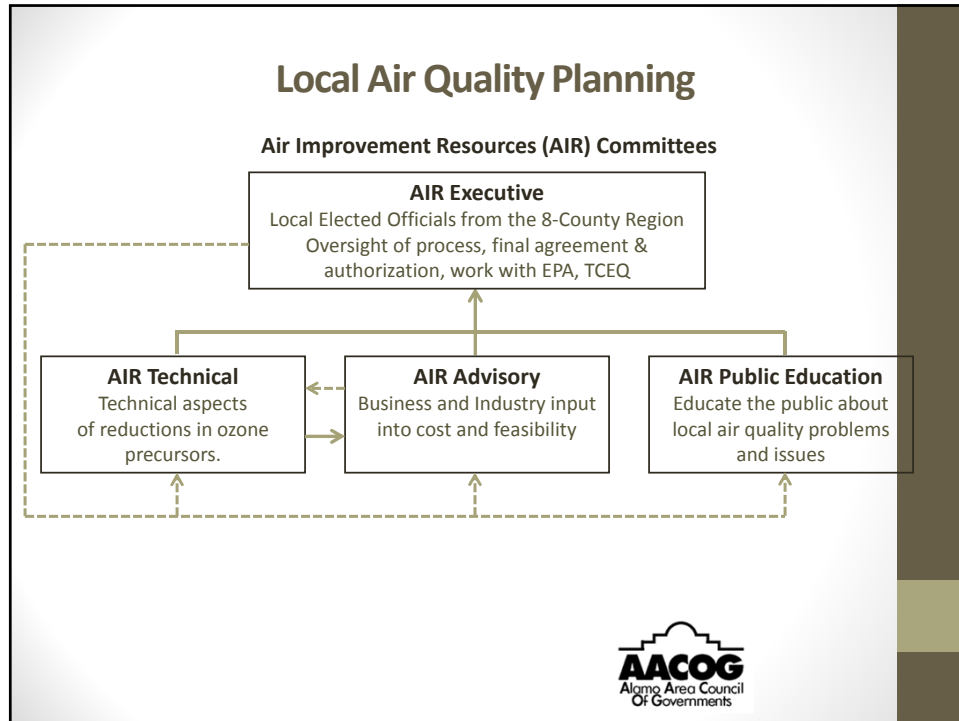 Local Air Quality Planning
Air Improvement Resources (AIR) Committees
AIR Executive
Local Elected Officials from the 8-County Region
Oversight of process, final agreement &
authorization, work with EPA, TCEQ
AIR Technical
Technical aspects
of reductions in ozone
precursors.
AIR Advisory
Business and Industry input
into cost and feasibility
AIR Public Education
Educate the public about
local air quality problems
and issues
AACOG
Alamo Area Council
Of Governments